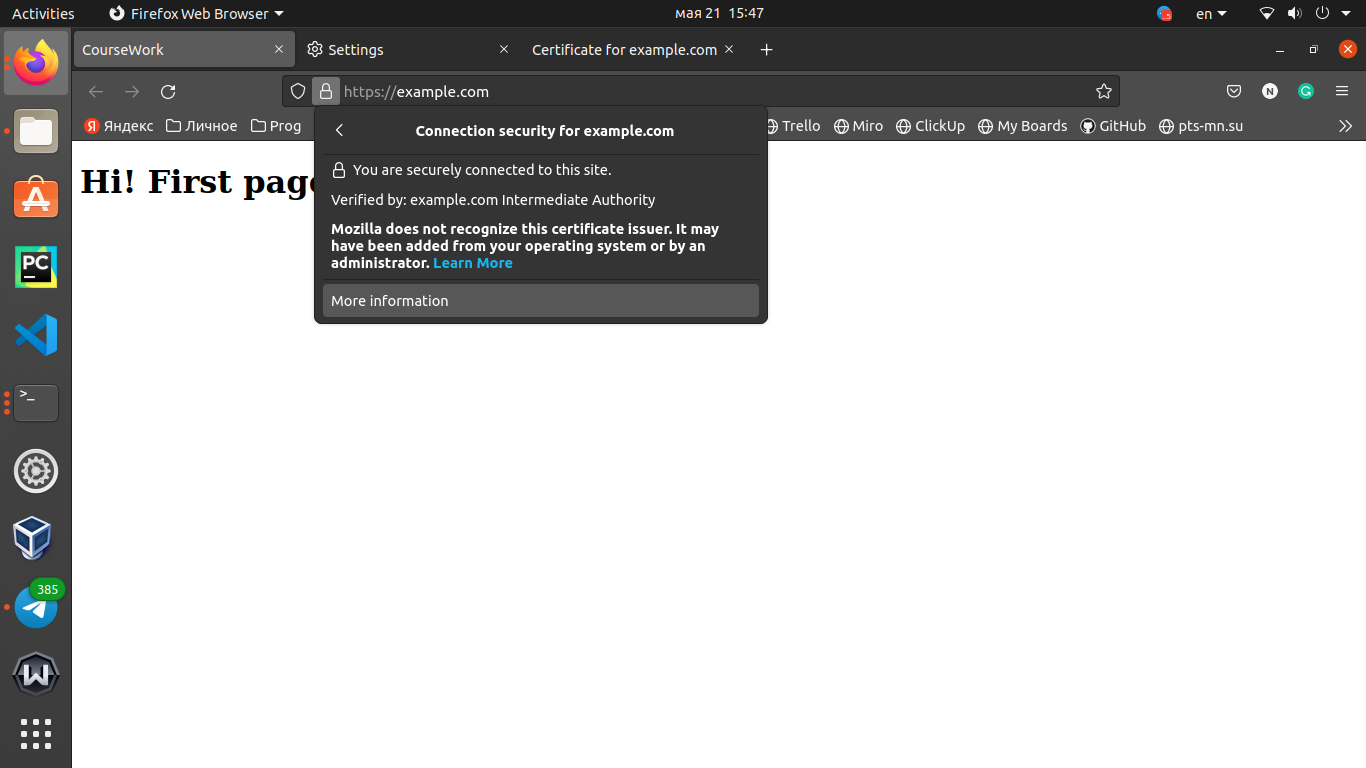 Activities Firefox Web Browser мая 21 15:47 en
CourseWork Settings Certificate for example.com
https://example.com
Яндекс Личное Prog Trello Miro ClickUp My Boards GitHub pts-mn.su
Connection security for example.com
Hi! First page
You are securely connected to this site.
Verified by: example.com Intermediate Authority
Mozilla does not recognize this certificate issuer. It may
have been added from your operating system or by an
administrator. Learn More
More information
PC
>_
385
W
N